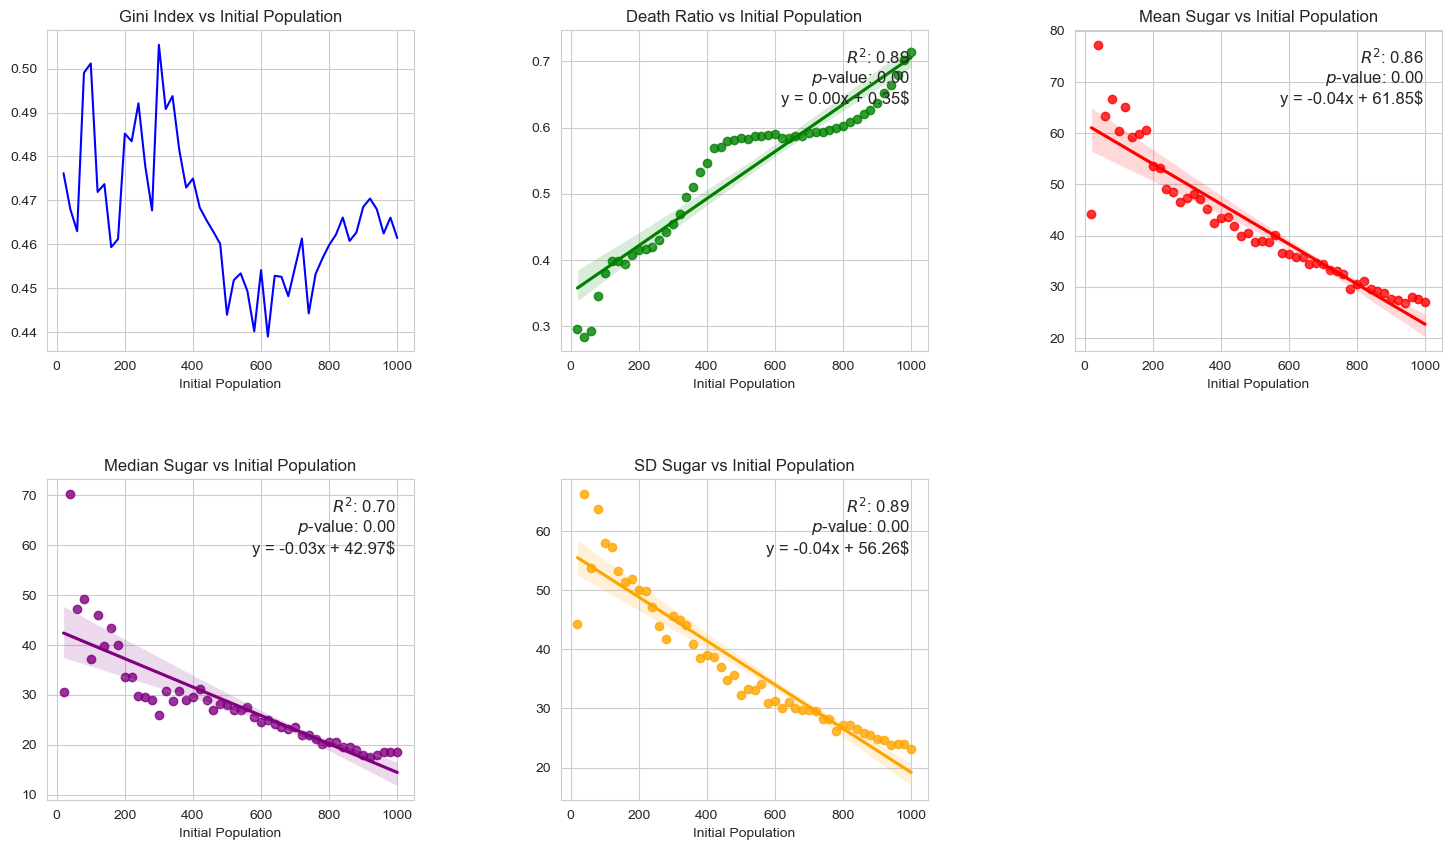 Gini Index vs Initial Population
0.50
0.49
0.48
0.47
0.46
0.45
0.44
0
200
400
600
800
1000
Initial Population
Death Ratio vs Initial Population
R²: 0.89
p-value: 0.00
y = 0.00x + 0.35$
0.7
0.6
0.5
0.4
0.3
0
200
400
600
800
1000
Initial Population
Mean Sugar vs Initial Population
R²: 0.86
p-value: 0.00
y = -0.04x + 61.85$
80
70
60
50
40
30
20
0
200
400
600
800
1000
Initial Population
Median Sugar vs Initial Population
R²: 0.70
p-value: 0.00
y = -0.03x + 42.97$
70
60
50
40
30
20
10
0
200
400
600
800
1000
Initial Population
SD Sugar vs Initial Population
R²: 0.89
p-value: 0.00
y = -0.04x + 56.26$
60
50
40
30
20
0
200
400
600
800
1000
Initial Population